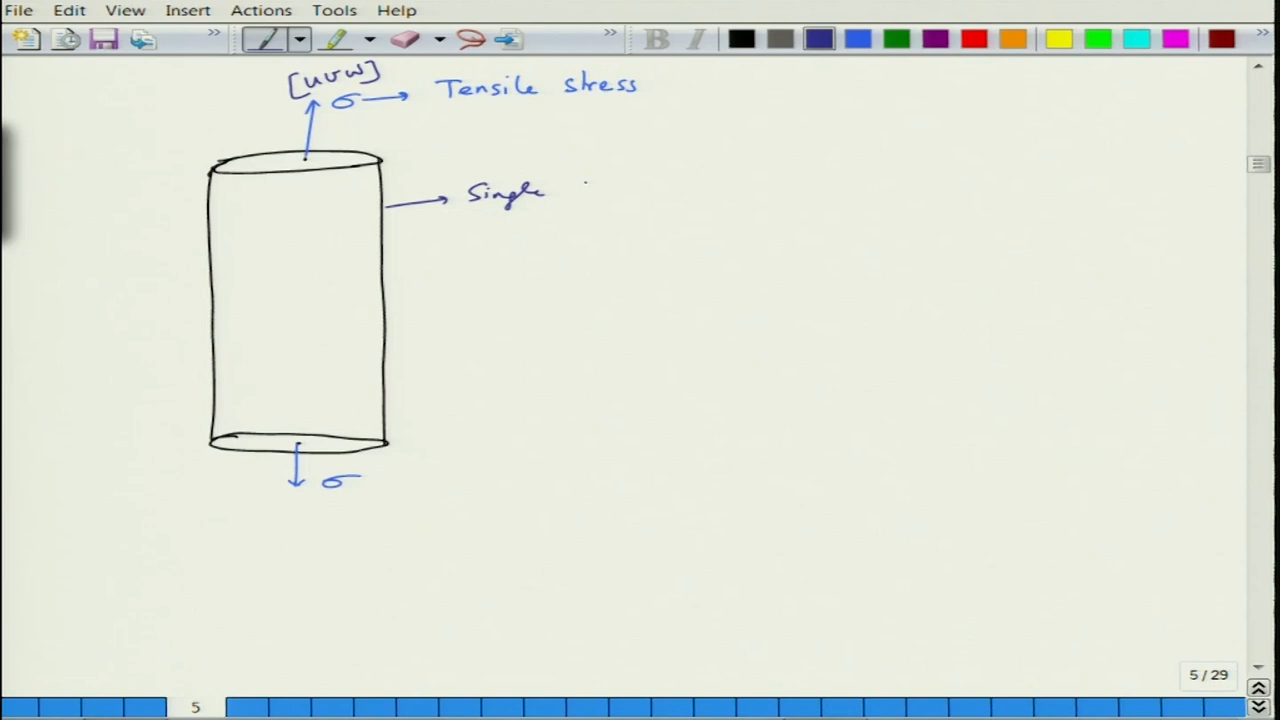 File Edit View Insert Actions Tools Help
B I
[uvw]
σ → Tensile stress
→ Single
σ
5 / 29
5